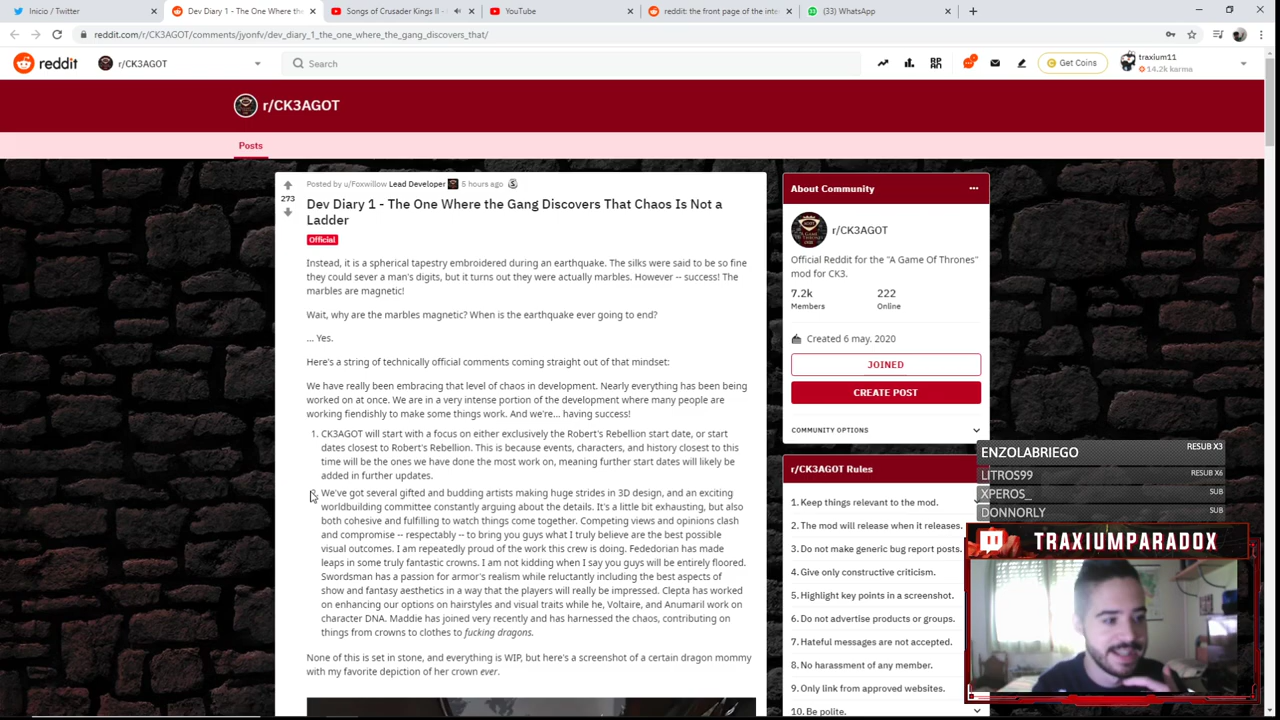 Inicio / Twitter
Dev Diary 1 - The One Where the
Songs of Crusader Kings II -
YouTube
reddit: the front page of the inte
(33) WhatsApp
reddit.com/r/CK3AGOT/comments/jyonfv/dev_diary_1_the_one_where_the_gang_discovers_that/
reddit
r/CK3AGOT
Search
Get Coins
traxium11
14.2k karma
r/CK3AGOT
Posts
273
Posted by u/Foxwillow Lead Developer 5 hours ago
Dev Diary 1 - The One Where the Gang Discovers That Chaos Is Not a
Ladder
Official
Instead, it is a spherical tapestry embroidered during an earthquake. The silks were said to be so fine
they could sever a man's digits, but it turns out they were actually marbles. However -- success! The
marbles are magnetic!
Wait, why are the marbles magnetic? When is the earthquake ever going to end?
... Yes.
Here's a string of technically official comments coming straight out of that mindset:
We have really been embracing that level of chaos in development. Nearly everything has been being
worked on at once. We are in a very intense portion of the development where many people are
working fiendishly to make some things work. And we're... having success!
1. CK3AGOT will start with a focus on either exclusively the Robert's Rebellion start date, or start
dates closest to Robert's Rebellion. This is because events, characters, and history closest to this
time will be the ones we have done the most work on, meaning further start dates will likely be
added in further updates.
We've got several gifted and budding artists making huge strides in 3D design, and an exciting
worldbuilding committee constantly arguing about the details. It's a little bit exhausting, but also
both cohesive and fulfilling to watch things come together. Competing views and opinions clash
and compromise -- respectably -- to bring you guys what I truly believe are the best possible
visual outcomes. I am repeatedly proud of the work this crew is doing. Fededorian has made
leaps in some truly fantastic crowns. I am not kidding when I say you guys will be entirely floored.
Swordsman has a passion for armor's realism while reluctantly including the best aspects of
show and fantasy aesthetics in a way that the players will really be impressed. Clepta has worked
on enhancing our options on hairstyles and visual traits while he, Voltaire, and Anumaril work on
character DNA. Maddie has joined very recently and has harnessed the chaos, contributing on
things from crowns to clothes to fucking dragons.
None of this is set in stone, and everything is WIP, but here's a screenshot of a certain dragon mommy
with my favorite depiction of her crown ever.
About Community
r/CK3AGOT
Official Reddit for the "A Game Of Thrones"
mod for CK3.
7.2k 222
Members Online
Created 6 may. 2020
JOINED
CREATE POST
COMMUNITY OPTIONS
r/CK3AGOT Rules
1. Keep things relevant to the mod.
2. The mod will release when it releases.
3. Do not make generic bug report posts.
4. Give only constructive criticism.
5. Highlight key points in a screenshot.
6. Do not advertise products or groups.
7. Hateful messages are not accepted.
8. No harassment of any member.
9. Only link from approved websites.
10. Be polite.
ENZOLABRIEGO RESUB X3
LITROS99 RESUB X6
XPEROS_ SUB
DONNORLY SUB
TRAXIUMPARADOX